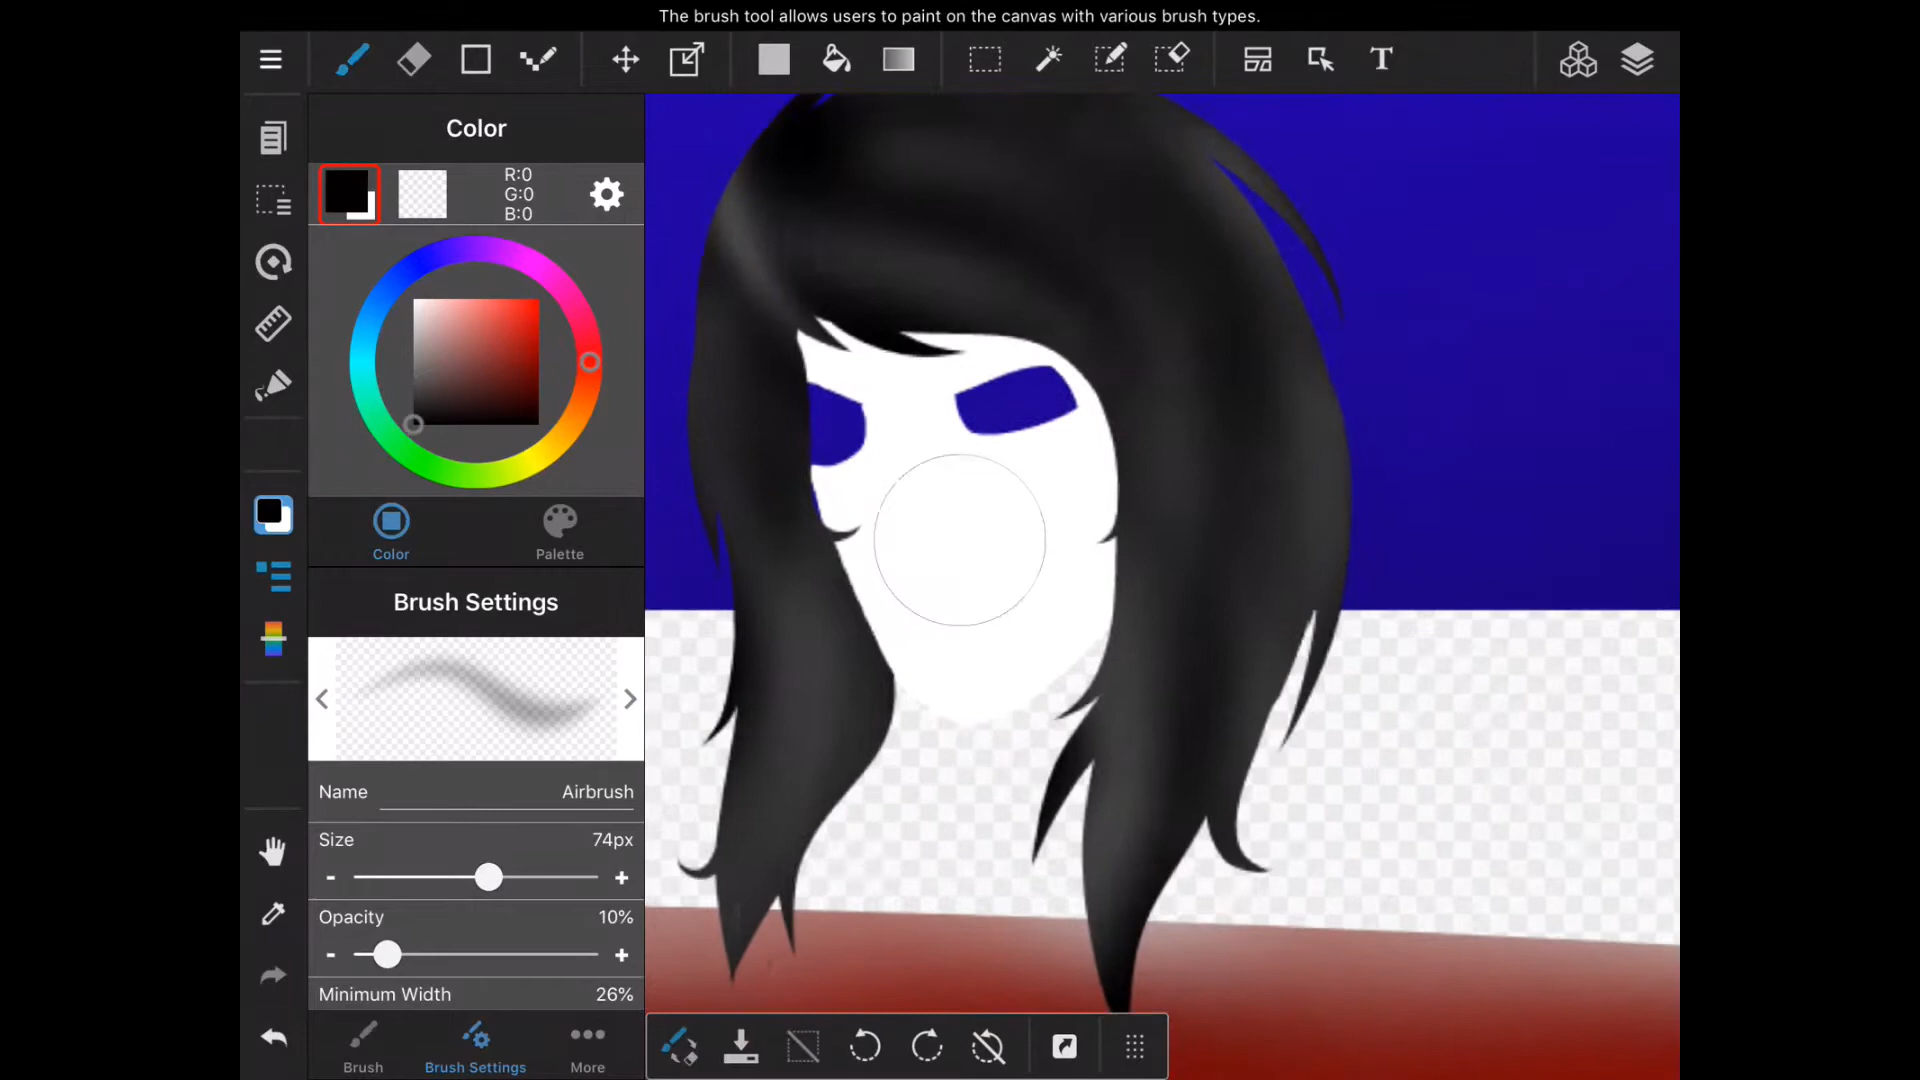 The brush tool allows users to paint on the canvas with various brush types.
T
Color
R:0
G:0
B:0
Color
Palette
Brush Settings
Name
Airbrush
Size
74px
-
+
Opacity
10%
-
+
Minimum Width
26%
Brush
Brush Settings
More